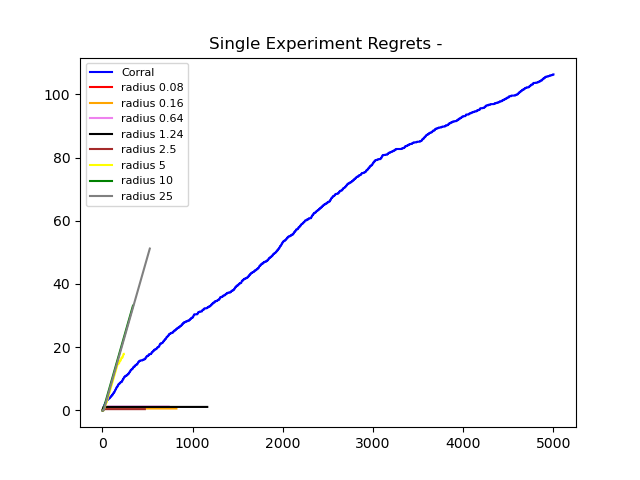 Single Experiment Regrets -
Corral
radius 0.08
radius 0.16
radius 0.64
radius 1.24
radius 2.5
radius 5
radius 10
radius 25
100
80
60
40
20
0
0 1000 2000 3000 4000 5000